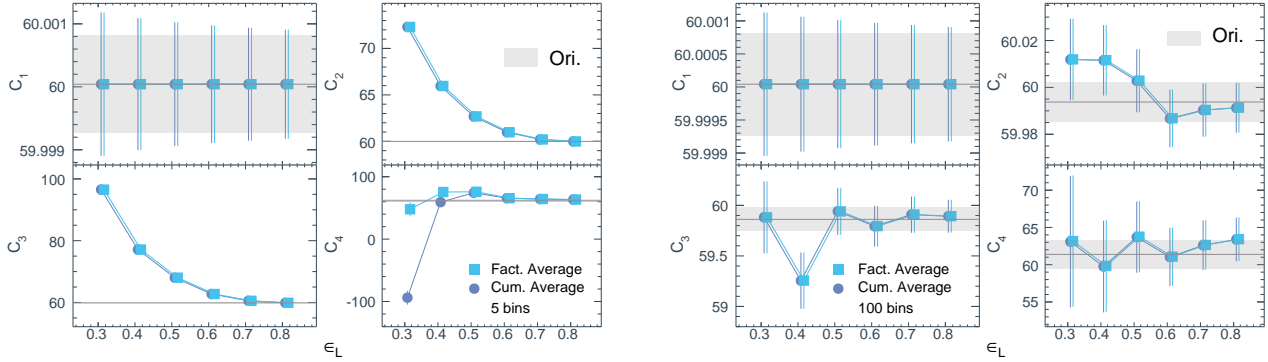 60.001
60
59.999
C1
70
65
60
C2
Ori.
100
80
60
C3
0.3 0.4 0.5 0.6 0.7 0.8
100
0
-100
C4
Fact. Average
Cum. Average
5 bins
0.3 0.4 0.5 0.6 0.7 0.8
∈L
60.001
60.0005
60
59.9995
59.999
C1
60.02
60
59.98
C2
Ori.
60
59.5
59
C3
Fact. Average
Cum. Average
100 bins
0.3 0.4 0.5 0.6 0.7 0.8
70
65
60
55
C4
0.3 0.4 0.5 0.6 0.7 0.8
∈L